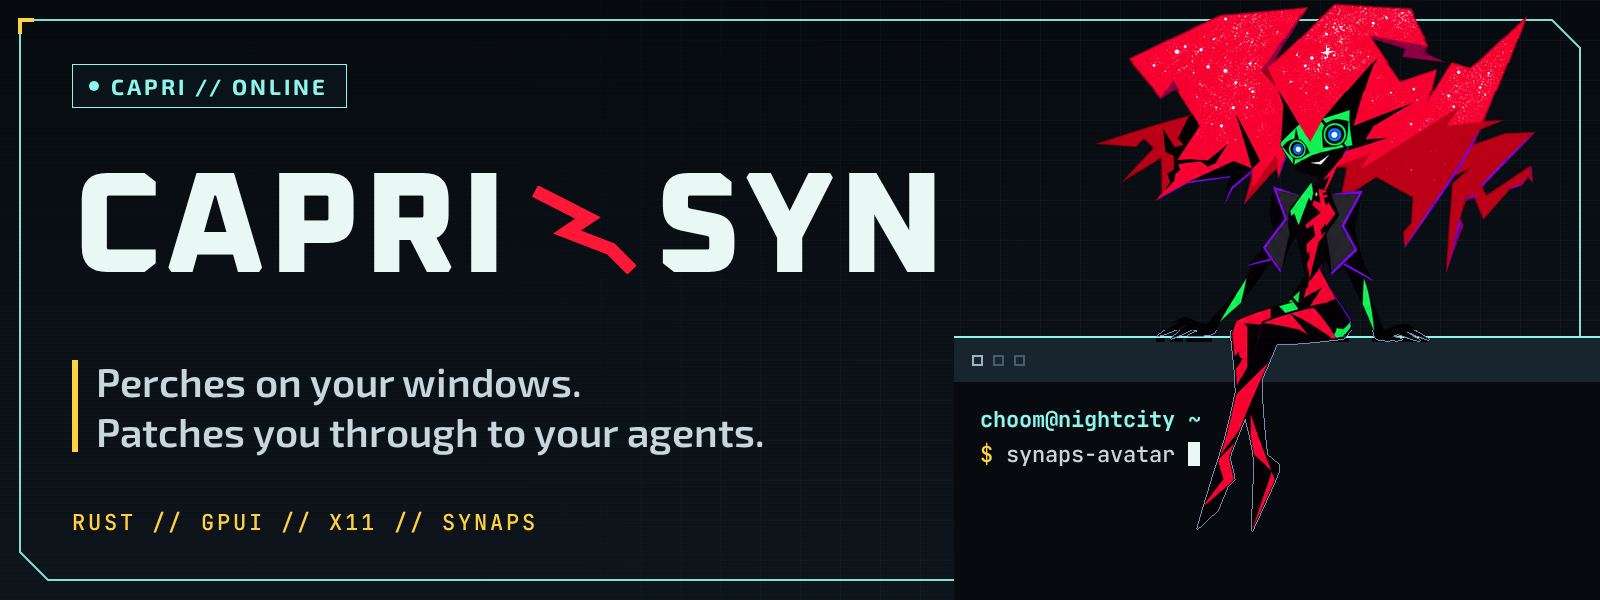 CAPRI // ONLINE
CAPRI SYN
Perches on your windows.
Patches you through to your agents.
RUST // GPUI // X11 // SYNAPS
choom@nightcity ~
$ synaps-avatar